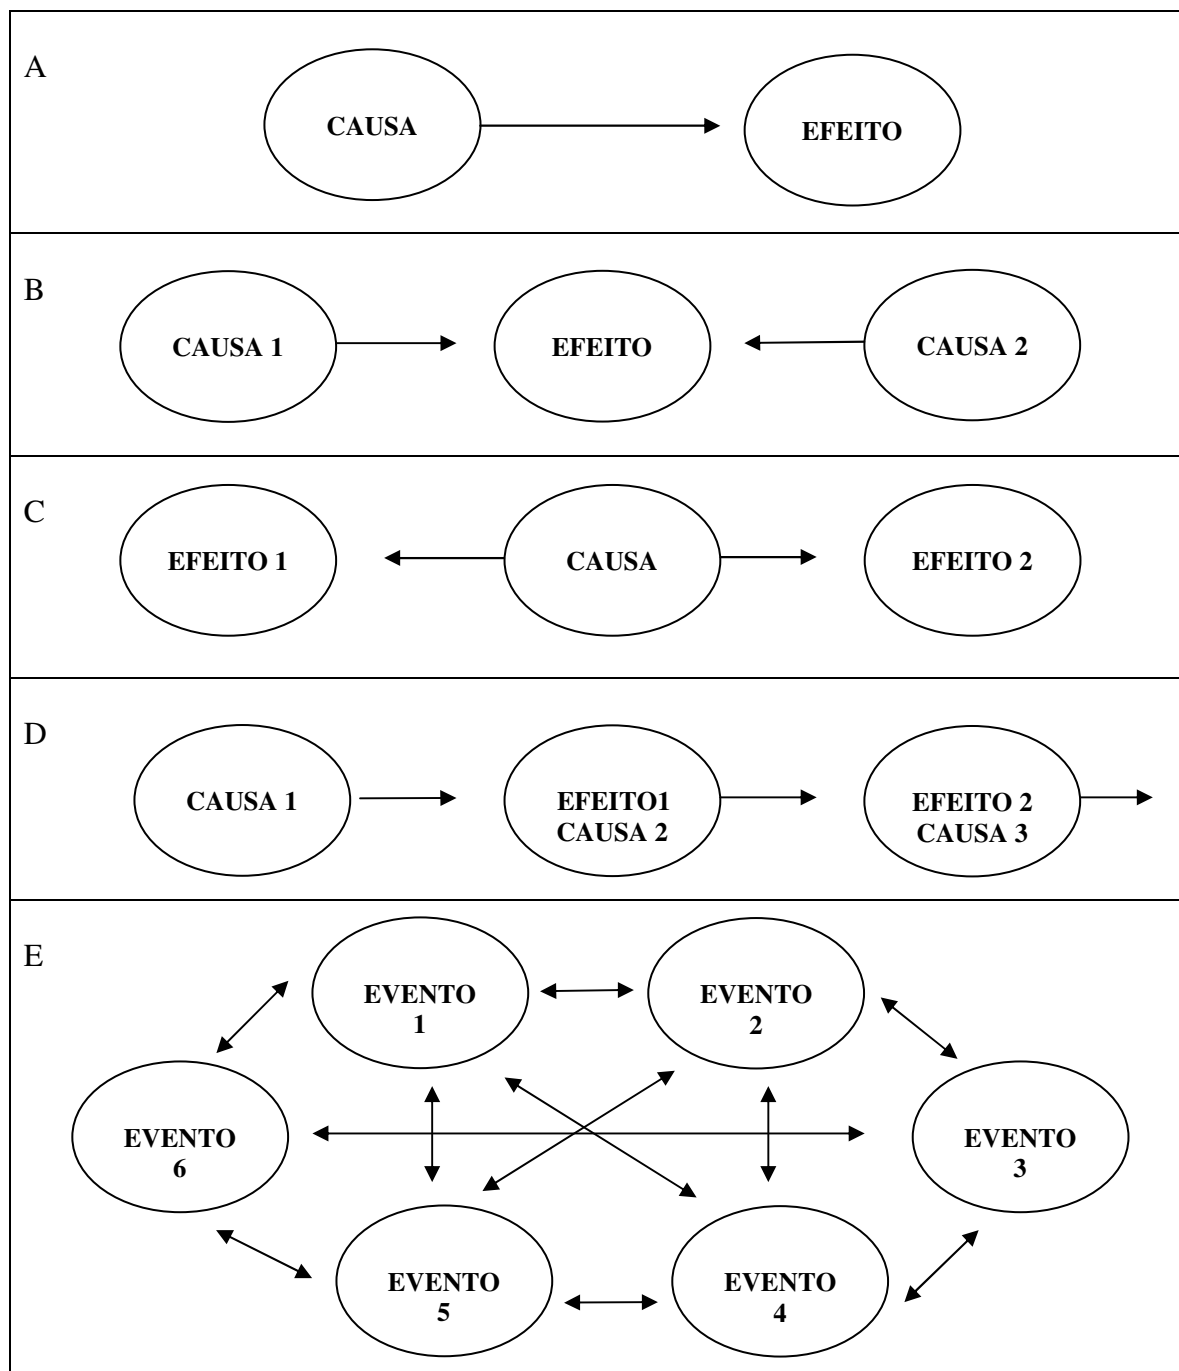 A
CAUSA
EFEITO
B
CAUSA 1
EFEITO
CAUSA 2
C
EFEITO 1
CAUSA
EFEITO 2
D
CAUSA 1
EFEITO1
CAUSA 2
EFEITO 2
CAUSA 3
E
EVENTO
1
EVENTO
2
EVENTO
6
EVENTO
3
EVENTO
5
EVENTO
4